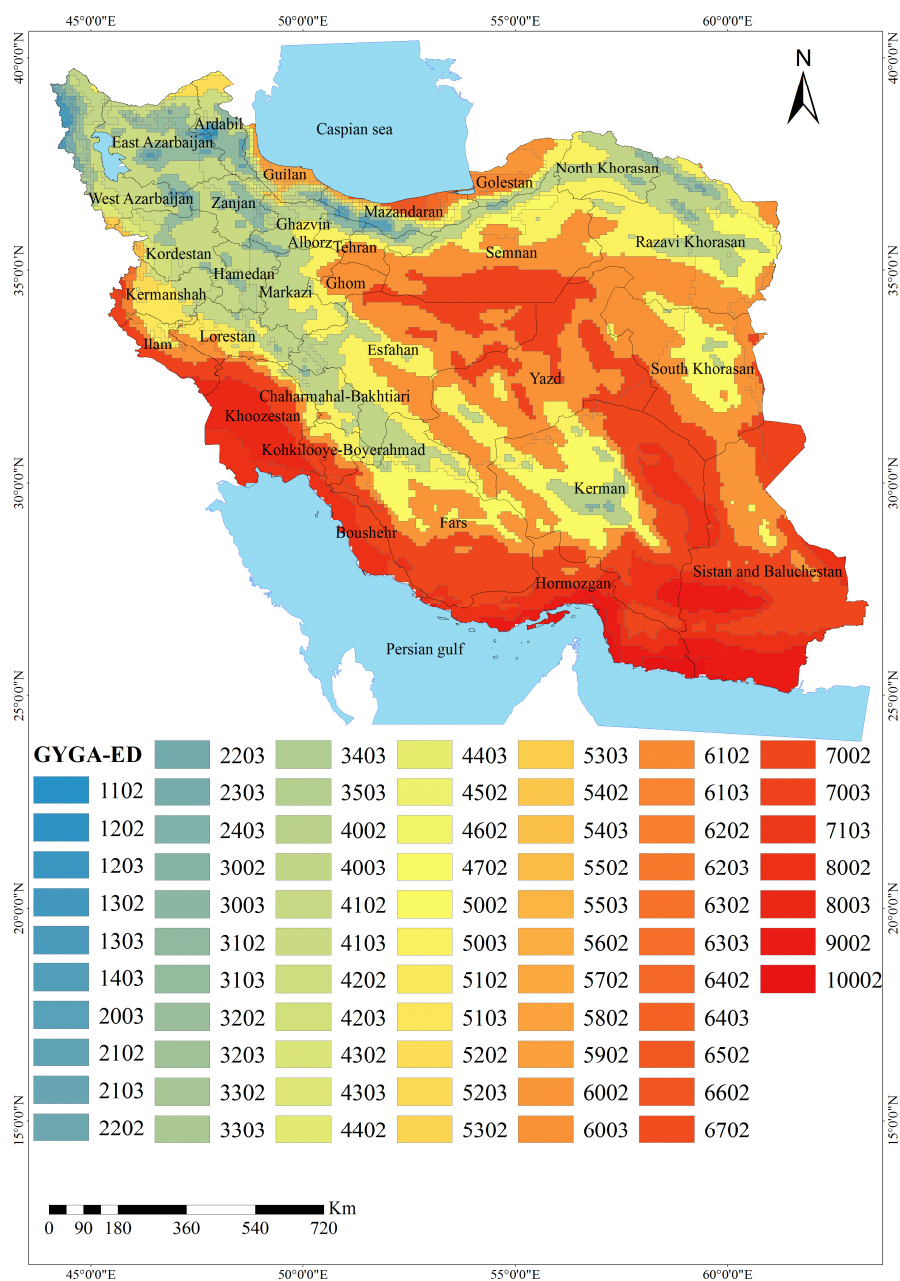 45°0'0"E 50°0'0"E 55°0'0"E 60°0'0"E
40°0'0"N 40°0'0"N
N
Caspian sea
Ardabil
East Azarbaijan
Guilan
Golestan
North Khorasan
West Azarbaijan
Zanjan
Mazandaran
Ghazvin
Alborz
Tehran
Semnan
Razavi Khorasan
Kordestan
Hamedan
Ghom
35°0'0"N 35°0'0"N
Kermanshah
Markazi
Ilam
Lorestan
Esfahan
Yazd
South Khorasan
Chaharmahal-Bakhtiari
Khoozestan
Kohkilooye-Boyerahmad
30°0'0"N 30°0'0"N
Kerman
Fars
Boushehr
Hormozgan
Sistan and Baluchestan
Persian gulf
25°0'0"N 25°0'0"N
GYGA-ED
1102
1202
1203
1302
1303
1403
2003
2102
2103
2202
2203
2303
2403
3002
3003
3102
3103
3202
3203
3302
3303
3403
3503
4002
4003
4102
4103
4202
4203
4302
4303
4402
4403
4502
4602
4702
5002
5003
5102
5103
5202
5203
5302
5303
5402
5403
5502
5503
5602
5702
5802
5902
6002
6003
6102
6103
6202
6203
6302
6303
6402
6403
6502
6602
6702
7002
7003
7103
8002
8003
9002
10002
20°0'0"N 20°0'0"N
15°0'0"N 15°0'0"N
Km
0 90 180 360 540 720
45°0'0"E 50°0'0"E 55°0'0"E 60°0'0"E